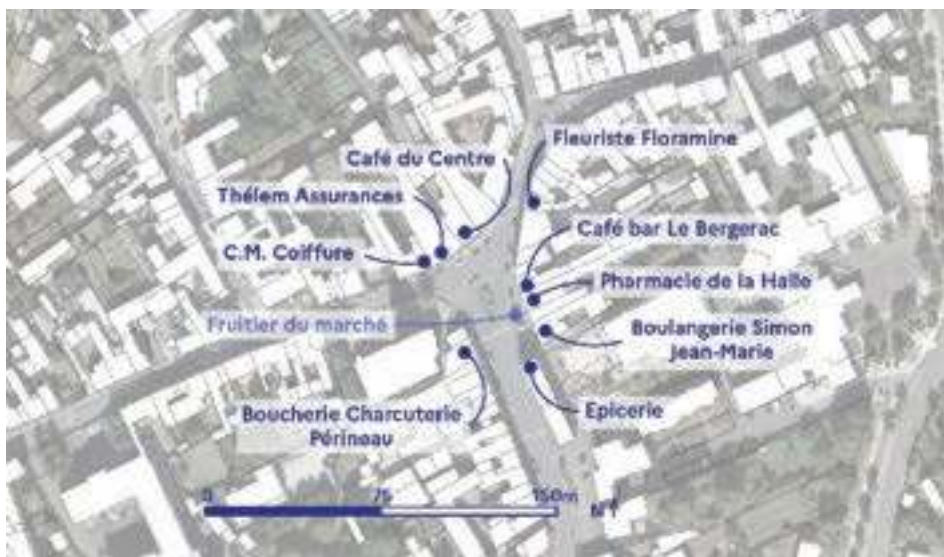 Fleuriste Floramine
Café du Centre
Thélem Assurances
Café bar Le Bergerac
C.M. Coiffure
Pharmacie de la Halle
Fruitier du marché
Boulangerie Simon
Jean-Marie
Boucherie Charcuterie
Périneau
Epicerie
0 75 150m
N